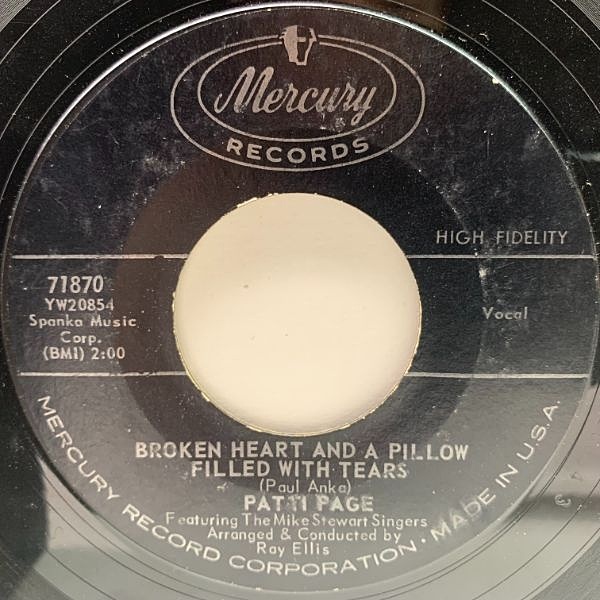 Mercury
RECORDS
HIGH FIDELITY
71870
YW20854
Spanka Music
Corp.
(BMI) 2:00
Vocal
BROKEN HEART AND A PILLOW
FILLED WITH TEARS
(Paul Anka)
PATTI PAGE
Featuring The Mike Stewart Singers
Arranged & Conducted by
Ray Ellis
MERCURY RECORD CORPORATION • MADE IN U.S.A.